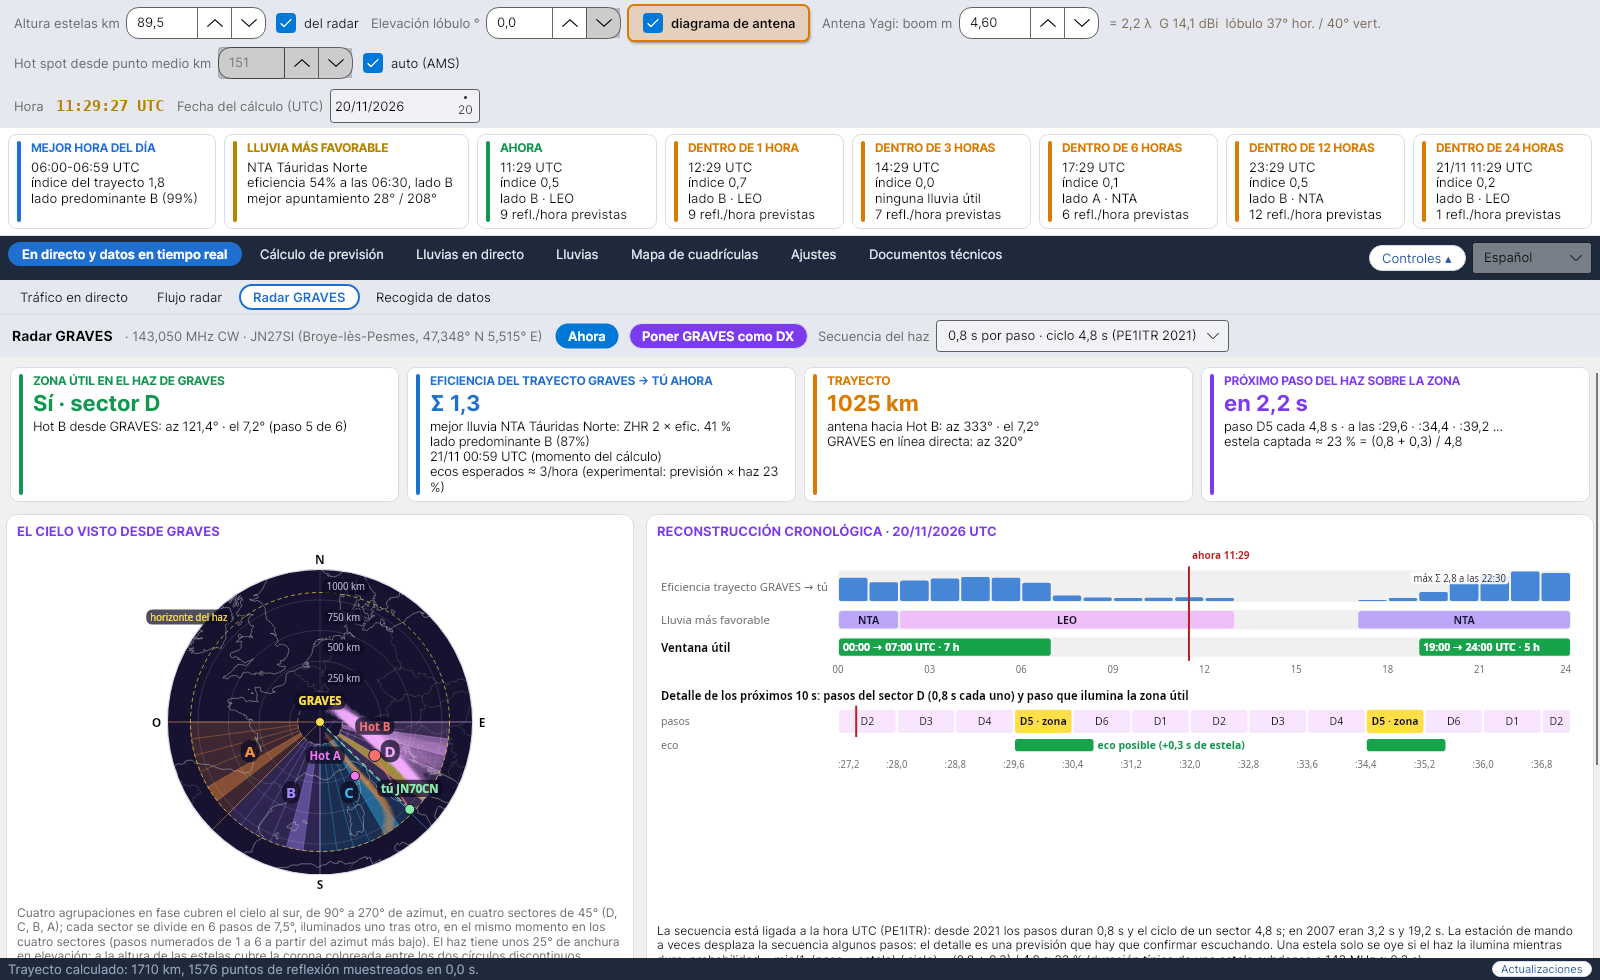 Altura estelas km 89,5 del radar Elevación lóbulo ° 0,0 diagrama de antena Antena Yagi: boom m 4,60 = 2,2 λ G 14,1 dBi lóbulo 37° hor. / 40° vert.
Hot spot desde punto medio km 151 auto (AMS)
Hora 11:29:27 UTC Fecha del cálculo (UTC) 20/11/2026 20
MEJOR HORA DEL DÍA
06:00-06:59 UTC
índice del trayecto 1,8
lado predominante B (99%)
LLUVIA MÁS FAVORABLE
NTA Táuridas Norte
eficiencia 54% a las 06:30, lado B
mejor apuntamiento 28° / 208°
AHORA
11:29 UTC
índice 0,5
lado B · LEO
9 refl./hora previstas
DENTRO DE 1 HORA
12:29 UTC
índice 0,7
lado B · LEO
9 refl./hora previstas
DENTRO DE 3 HORAS
14:29 UTC
índice 0,0
ninguna lluvia útil
7 refl./hora previstas
DENTRO DE 6 HORAS
17:29 UTC
índice 0,1
lado A · NTA
6 refl./hora previstas
DENTRO DE 12 HORAS
23:29 UTC
índice 0,5
lado B · NTA
12 refl./hora previstas
DENTRO DE 24 HORAS
21/11 11:29 UTC
índice 0,2
lado B · LEO
1 refl./hora previstas
En directo y datos en tiempo real Cálculo de previsión Lluvias en directo Lluvias Mapa de cuadrículas Ajustes Documentos técnicos Controles ▴ Español
Tráfico en directo Flujo radar Radar GRAVES Recogida de datos
Radar GRAVES · 143,050 MHz CW · JN27SI (Broye-lès-Pesmes, 47,348° N 5,515° E) Ahora Poner GRAVES como DX Secuencia del haz 0,8 s por paso · ciclo 4,8 s (PE1ITR 2021)
ZONA ÚTIL EN EL HAZ DE GRAVES
Sí · sector D
Hot B desde GRAVES: az 121,4° · el 7,2° (paso 5 de 6)
EFICIENCIA DEL TRAYECTO GRAVES → TÚ AHORA
Σ 1,3
mejor lluvia NTA Táuridas Norte: ZHR 2 × efic. 41 %
lado predominante B (87%)
21/11 00:59 UTC (momento del cálculo)
ecos esperados ≈ 3/hora (experimental: previsión × haz 23
%)
TRAYECTO
1025 km
antena hacia Hot B: az 333° · el 7,2°
GRAVES en línea directa: az 320°
PRÓXIMO PASO DEL HAZ SOBRE LA ZONA
en 2,2 s
paso D5 cada 4,8 s · a las :29,6 · :34,4 · :39,2 ...
estela captada ≈ 23 % = (0,8 + 0,3) / 4,8
EL CIELO VISTO DESDE GRAVES
N
1000 km
horizonte del haz
750 km
500 km
250 km
GRAVES
O
E
Hot B
A
Hot A
D
B
C
tú JN70CN
S
Cuatro agrupaciones en fase cubren el cielo al sur, de 90° a 270° de azimut, en cuatro sectores de 45° (D,
C, B, A); cada sector se divide en 6 pasos de 7,5°, iluminados uno tras otro, en el mismo momento en los
cuatro sectores (pasos numerados de 1 a 6 a partir del azimut más bajo). El haz tiene unos 25° de anchura
en elevación: a la altura de las estelas cubre la corona coloreada entre los dos círculos discontinuos.
RECONSTRUCCIÓN CRONOLÓGICA · 20/11/2026 UTC
ahora 11:29
Eficiencia trayecto GRAVES → tú máx Σ 2,8 a las 22:30
Lluvia más favorable NTA LEO NTA
Ventana útil 00:00 → 07:00 UTC · 7 h 19:00 → 24:00 UTC · 5 h
00 03 06 09 12 15 18 21 24
Detalle de los próximos 10 s: pasos del sector D (0,8 s cada uno) y paso que ilumina la zona útil
pasos D2 D3 D4 D5 · zona D6 D1 D2 D3 D4 D5 · zona D6 D1 D2
eco eco posible (+0,3 s de estela)
:27,2 :28,0 :28,8 :29,6 :30,4 :31,2 :32,0 :32,8 :33,6 :34,4 :35,2 :36,0 :36,8
La secuencia está ligada a la hora UTC (PE1ITR): desde 2021 los pasos duran 0,8 s y el ciclo de un sector 4,8 s; en 2007 eran 3,2 y 19,2 s. La estación de mando
a veces desplaza la secuencia algunos pasos: el detalle es una previsión que hay que confirmar escuchando. Una estela solo se oye si el haz la ilumina mientras
Trayecto calculado: 1710 km, 1576 puntos de reflexión muestreados en 0,0 s. Actualizaciones